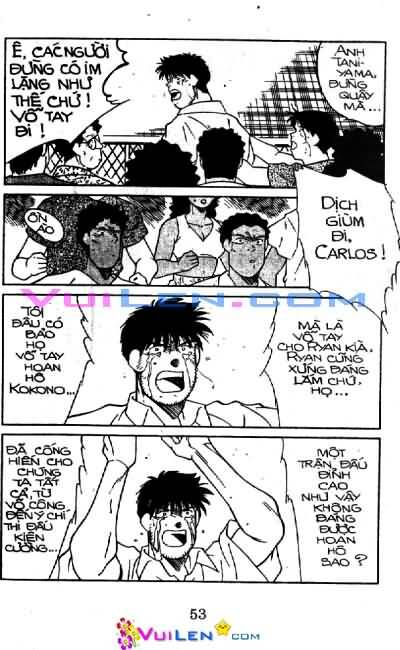 Ê, CÁC NGƯỜI
ĐỪNG CÓ IM
LẶNG NHƯ
THẾ CHỨ!
VỖ TAY
ĐI!
ANH
TANI-
YAMA,
ĐỪNG
QUẬY
MÀ...
DỊCH
GIÙM
ĐI,
CARLOS!
ỒN
ÀO
VUILEN.COM
TÔI
ĐÂU CÓ
BẢO
HỌ
VỖ TAY
HOAN
HÔ
KOKONO...
MÀ LÀ
VỖ TAY
CHO RYAN KÌA,
RYAN CŨNG
XỨNG ĐÁNG
LẮM CHỨ,
HỌ...
ĐÃ CỐNG
HIẾN CHO
CHÚNG
TA TẤT
CẢ, TỪ
VÕ CÔNG
ĐẾN Ý CHÍ
THI ĐẤU
KIÊN
CƯỜNG...
MỘT
TRẬN ĐẤU
ĐỈNH
CAO
NHƯ VẬY
KHÔNG
ĐÁNG
ĐƯỢC
HOAN
HÔ
SAO?
53
VUILEN.COM